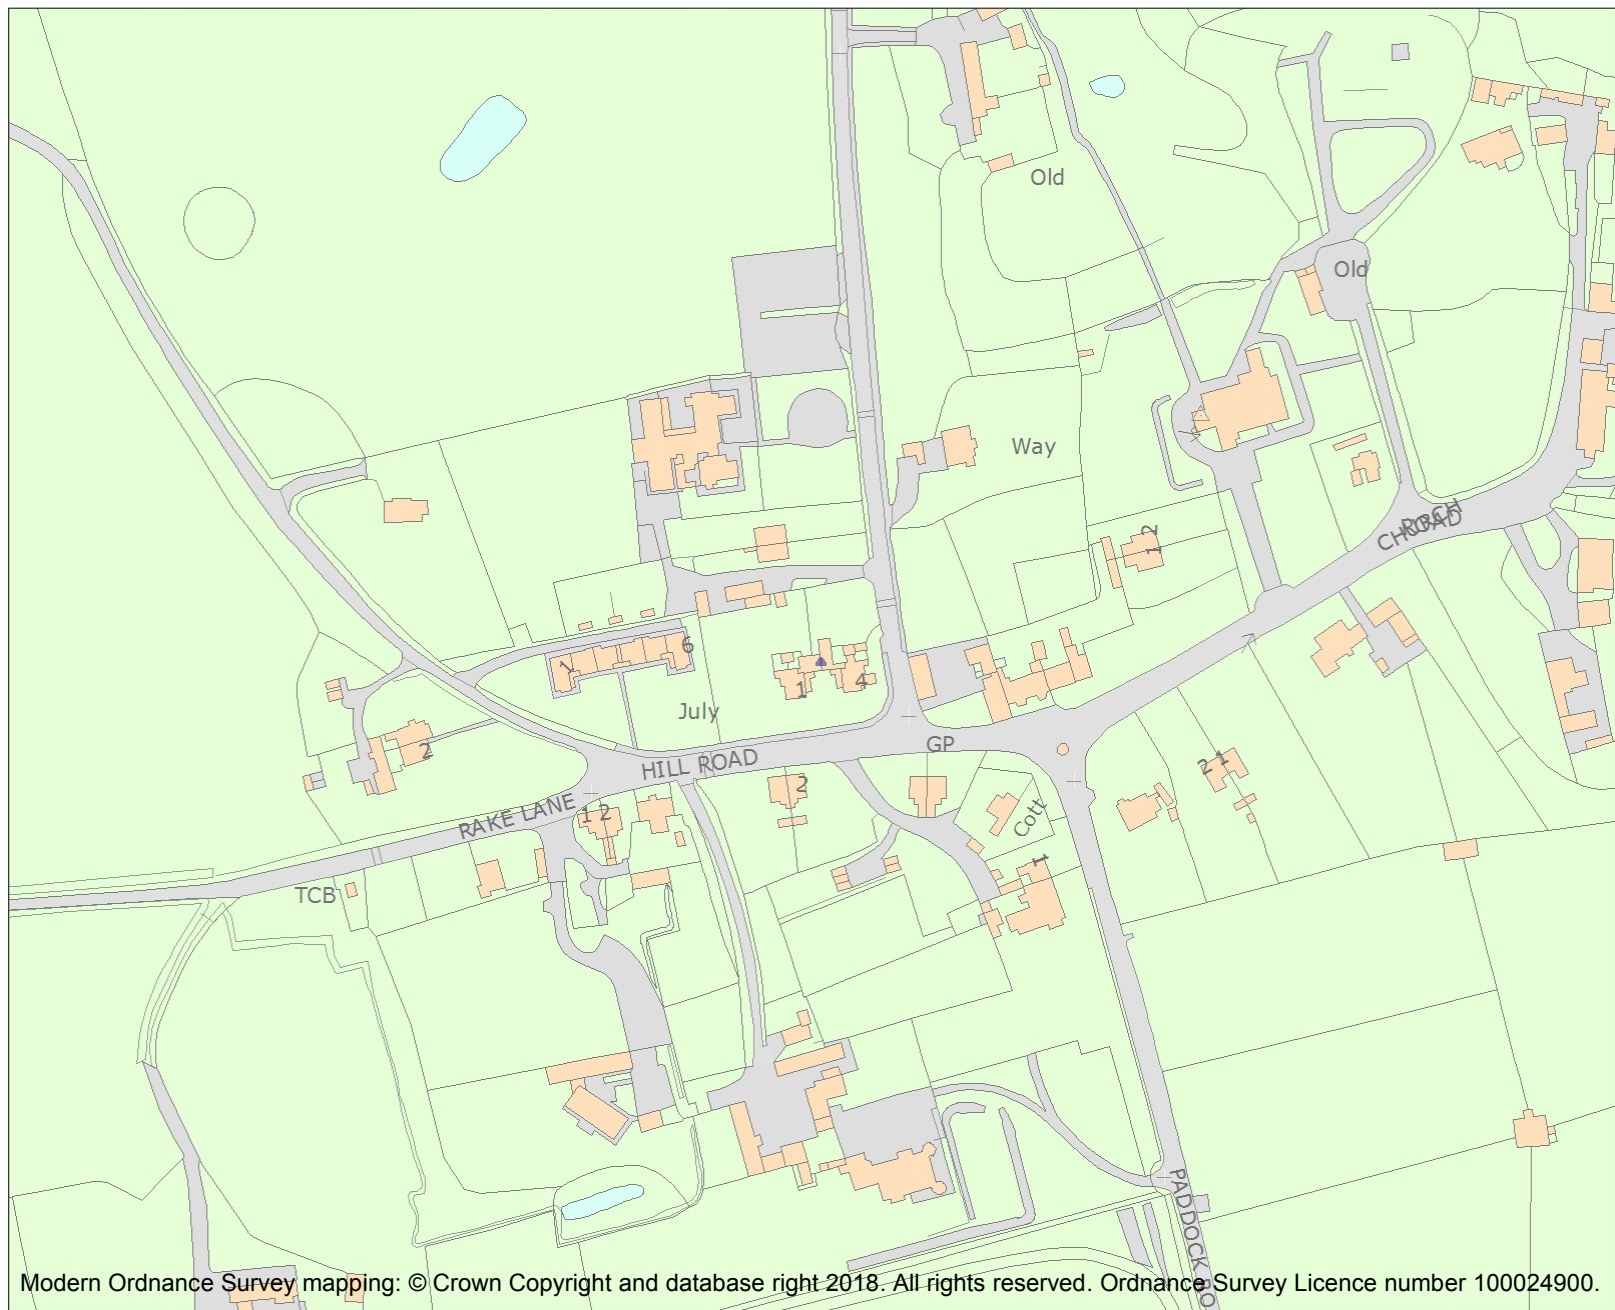 Old
Old
Way
CHURCH
ROAD
1 2
6
1
1
4
July
2
GP
HILL ROAD
2
2 1
RAKE LANE
1 2
Cott
1
TCB
PADDOCK RO
Modern Ordnance Survey mapping: © Crown Copyright and database right 2018. All rights reserved. Ordnance Survey Licence number 100024900.